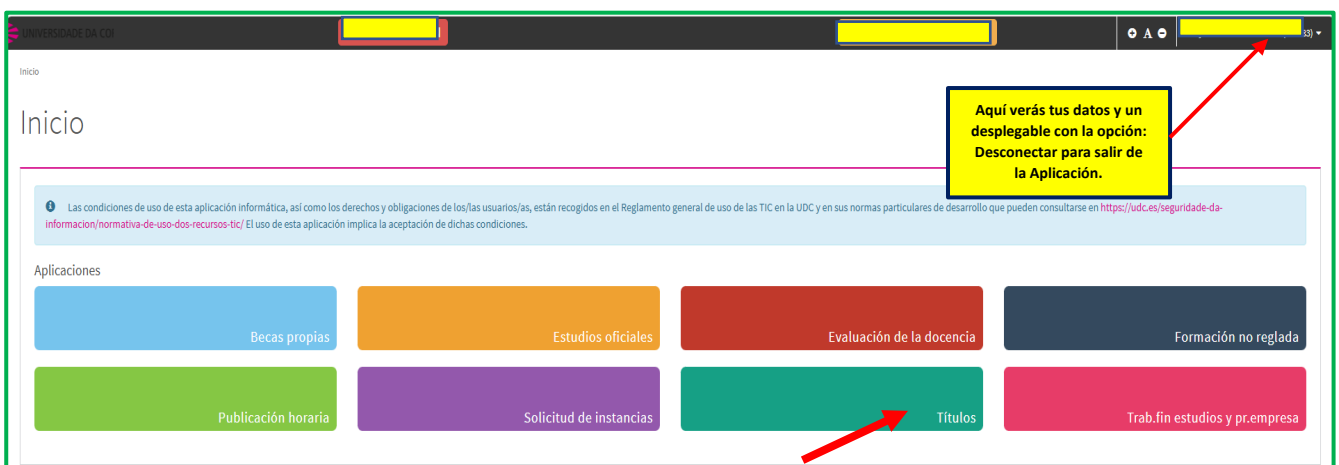 UNIVERSIDADE DA CO
A
33)
Inicio
Inicio
Aquí verás tus datos y un
desplegable con la opción:
Desconectar para salir de
la Aplicación.
Las condiciones de uso de esta aplicación informática, así como los derechos y obligaciones de los/las usuarios/as, están recogidos en el Reglamento general de uso de las TIC en la UDC y en sus normas particulares de desarrollo que pueden consultarse en https://udc.es/seguridade-da-
informacion/normativa-de-uso-dos-recursos-tic/ El uso de esta aplicación implica la aceptación de dichas condiciones.
Aplicaciones
Becas propias
Estudios oficiales
Evaluación de la docencia
Formación no reglada
Publicación horaria
Solicitud de instancias
Títulos
Trab.fin estudios y pr.empresa